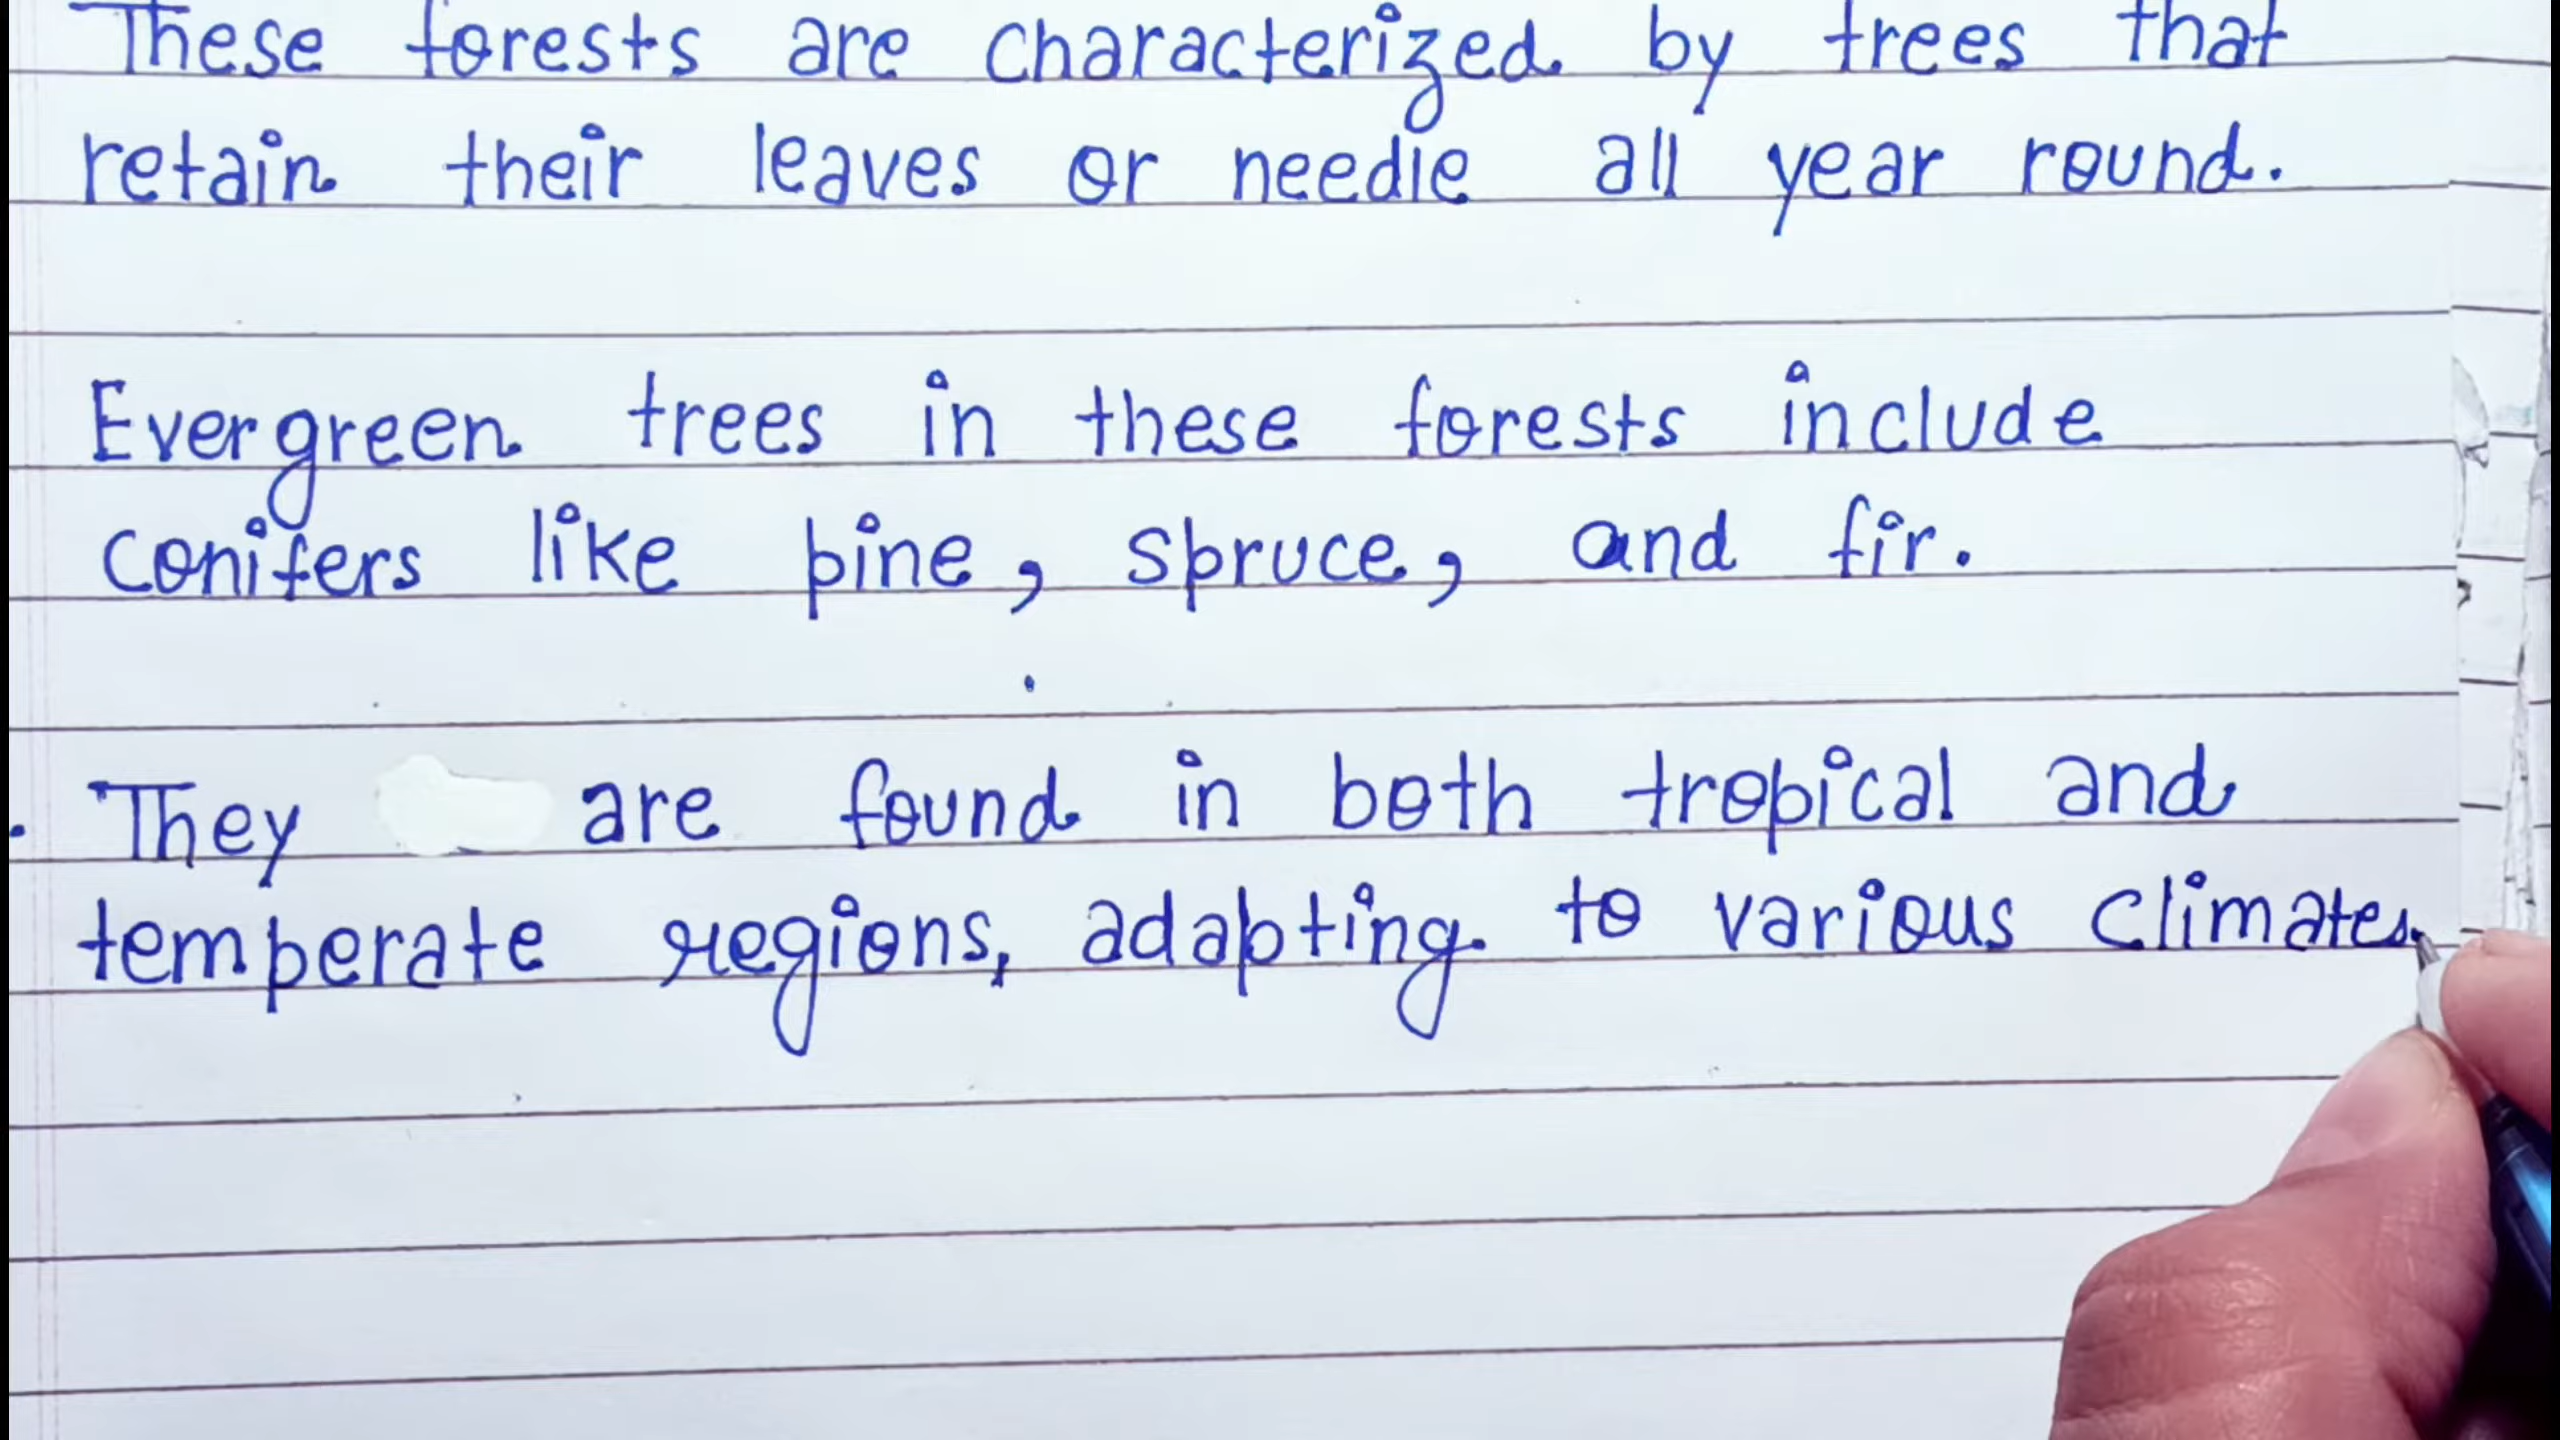 These forests are characterized by trees that
retain their leaves or needle all year round.
Evergreen trees in these forests include
conifers like pine, spruce, and fir.
They are found in both tropical and
temperate regions, adapting to various climates.